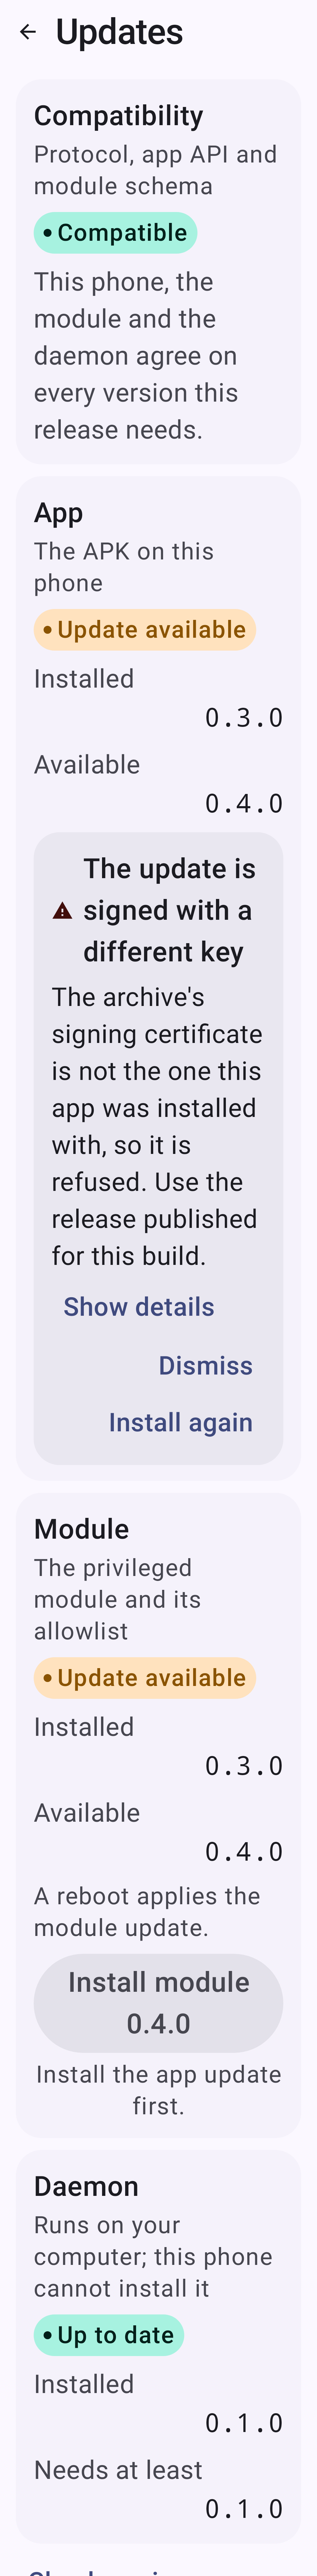 Updates
Compatibility
Protocol, app API and
module schema
• Compatible
This phone, the
module and the
daemon agree on
every version this
release needs.
App
The APK on this
phone
• Update available
Installed
0.3.0
Available
0.4.0
The update is
signed with a
different key
The archive's
signing certificate
is not the one this
app was installed
with, so it is
refused. Use the
release published
for this build.
Show details
Dismiss
Install again
Module
The privileged
module and its
allowlist
• Update available
Installed
0.3.0
Available
0.4.0
A reboot applies the
module update.
Install module
0.4.0
Install the app update
first.
Daemon
Runs on your
computer; this phone
cannot install it
• Up to date
Installed
0.1.0
Needs at least
0.1.0